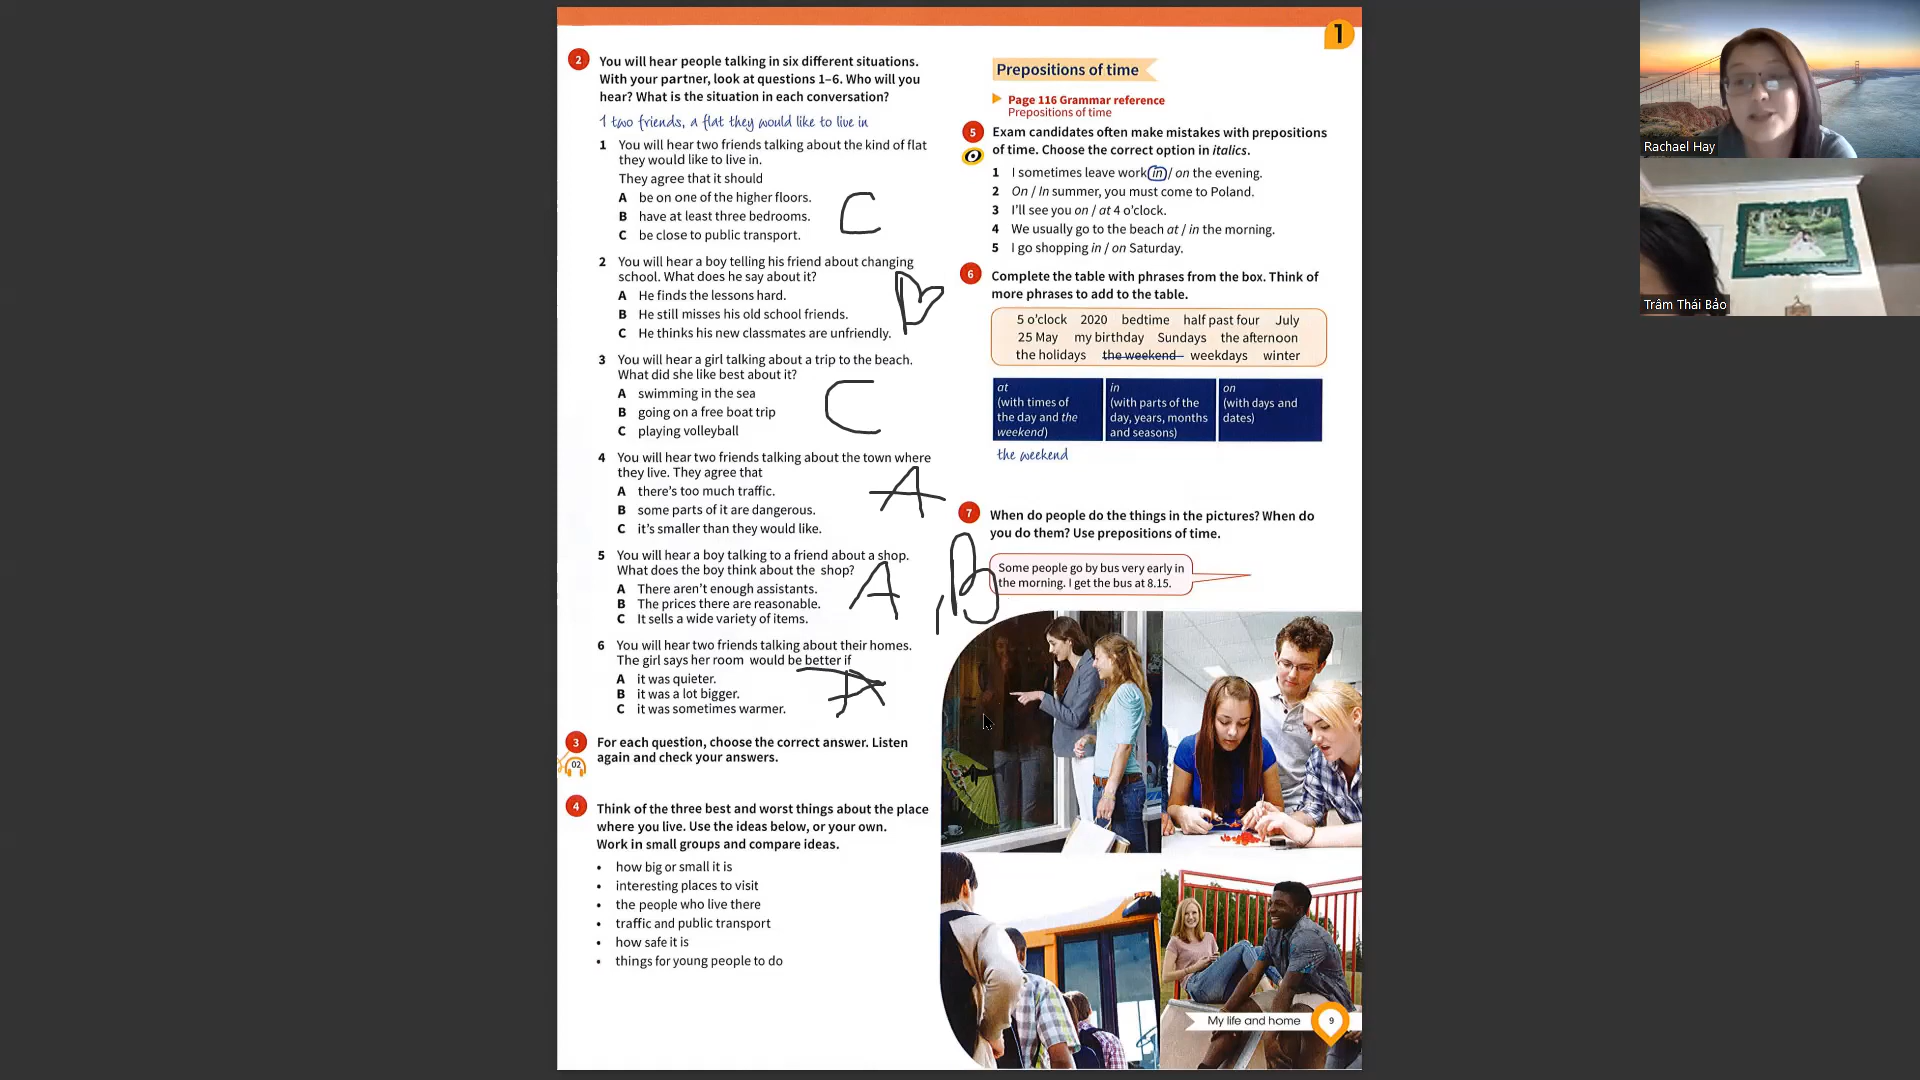 1
2 You will hear people talking in six different situations.
With your partner, look at questions 1–6. Who will you
hear? What is the situation in each conversation?
1 two friends, a flat they would like to live in
1 You will hear two friends talking about the kind of flat
they would like to live in.
They agree that it should
A be on one of the higher floors.
B have at least three bedrooms.
C be close to public transport.
C
2 You will hear a boy telling his friend about changing
school. What does he say about it?
A He finds the lessons hard.
B He still misses his old school friends.
C He thinks his new classmates are unfriendly.
B
3 You will hear a girl talking about a trip to the beach.
What did she like best about it?
A swimming in the sea
B going on a free boat trip
C playing volleyball
C
4 You will hear two friends talking about the town where
they live. They agree that
A there's too much traffic.
B some parts of it are dangerous.
C it's smaller than they would like.
A
5 You will hear a boy talking to a friend about a shop.
What does the boy think about the shop?
A There aren't enough assistants.
B The prices there are reasonable.
C It sells a wide variety of items.
A , B
6 You will hear two friends talking about their homes.
The girl says her room would be better if
A it was quieter.
B it was a lot bigger.
C it was sometimes warmer.
A
3 For each question, choose the correct answer. Listen
02 again and check your answers.
4 Think of the three best and worst things about the place
where you live. Use the ideas below, or your own.
Work in small groups and compare ideas.
• how big or small it is
• interesting places to visit
• the people who live there
• traffic and public transport
• how safe it is
• things for young people to do
Prepositions of time
Page 116 Grammar reference
Prepositions of time
5 Exam candidates often make mistakes with prepositions
of time. Choose the correct option in italics.
1 I sometimes leave work in / on the evening.
2 On / In summer, you must come to Poland.
3 I'll see you on / at 4 o'clock.
4 We usually go to the beach at / in the morning.
5 I go shopping in / on Saturday.
6 Complete the table with phrases from the box. Think of
more phrases to add to the table.
5 o'clock 2020 bedtime half past four July
25 May my birthday Sundays the afternoon
the holidays the weekend weekdays winter
at
(with times of
the day and the
weekend)
in
(with parts of the
day, years, months
and seasons)
on
(with days and
dates)
the weekend
7 When do people do the things in the pictures? When do
you do them? Use prepositions of time.
Some people go by bus very early in
the morning. I get the bus at 8.15.
My life and home 9
Rachael Hay
Trâm Thái Bảo